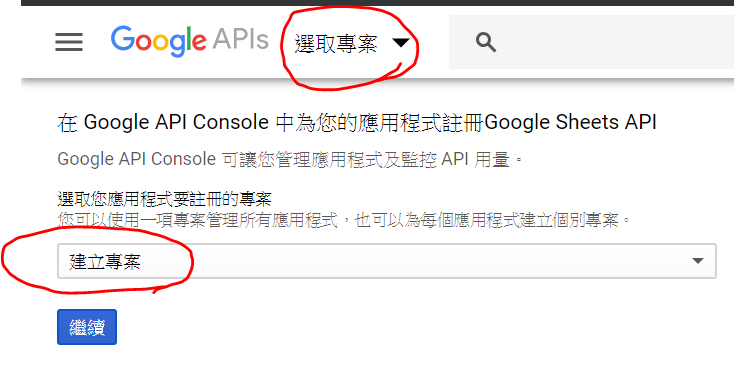 Google APIs 選取專案
在 Google API Console 中為您的應用程式註冊Google Sheets API
Google API Console 可讓您管理應用程式及監控 API 用量。
選取您應用程式要註冊的專案
您可以使用一項專案管理所有應用程式，也可以為每個應用程式建立個別專案。
建立專案
繼續